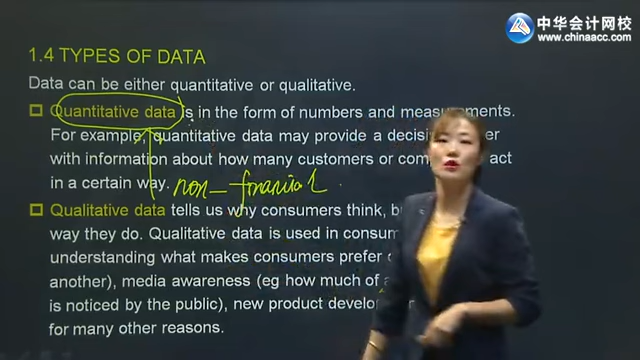 中华会计网校
www.chinaacc.com
1.4 TYPES OF DATA
Data can be either quantitative or qualitative.
Quantitative data is in the form of numbers and measurements.
For example, quantitative data may provide a decision
with information about how many customers or com act
in a certain way. non-financial
Qualitative data tells us why consumers think,
way they do. Qualitative data is used in
understanding what makes consumers prefer
another), media awareness (eg how much of
is noticed by the public), new product
for many other reasons.